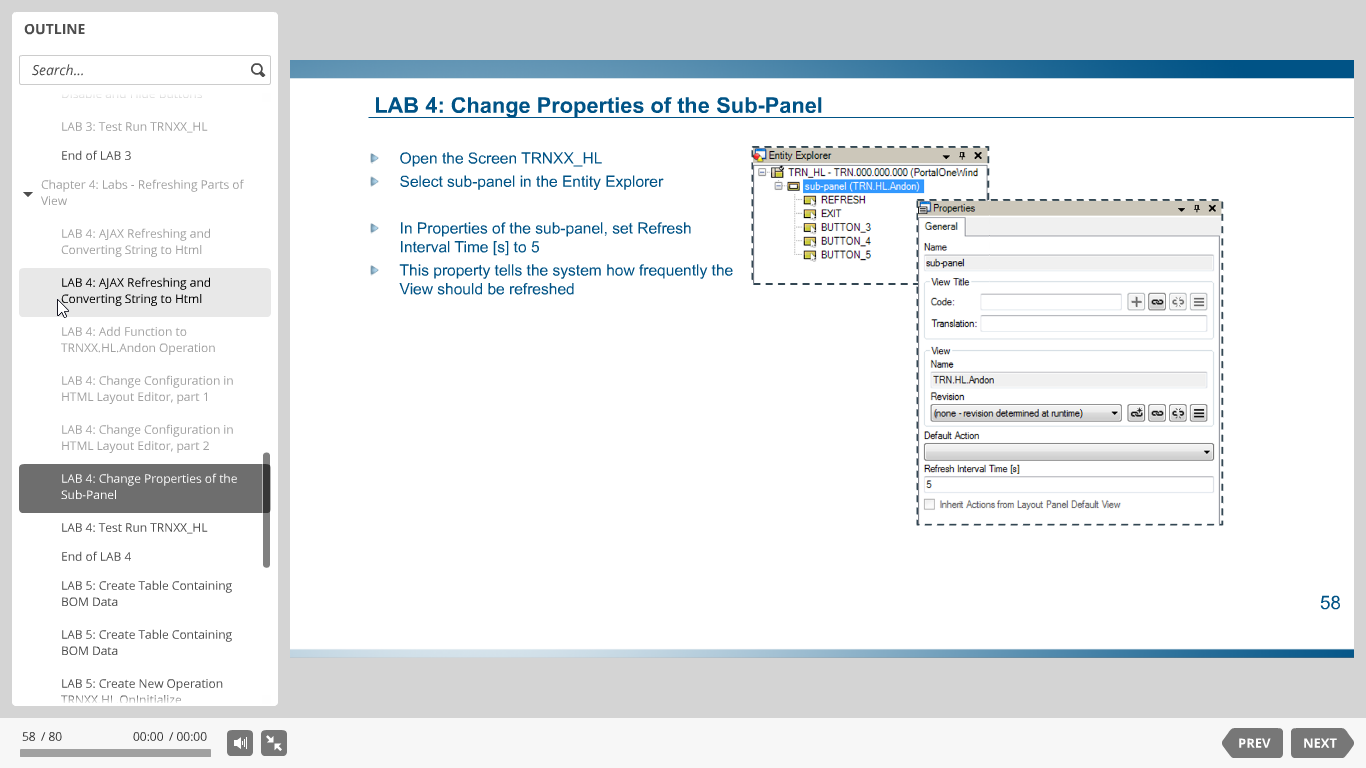 OUTLINE
Search...
Disable and Hide Buttons
LAB 3: Test Run TRNXX_HL
End of LAB 3
Chapter 4: Labs - Refreshing Parts of
View
LAB 4: AJAX Refreshing and
Converting String to Html
LAB 4: AJAX Refreshing and
Converting String to Html
LAB 4: Add Function to
TRNXX.HL.Andon Operation
LAB 4: Change Configuration in
HTML Layout Editor, part 1
LAB 4: Change Configuration in
HTML Layout Editor, part 2
LAB 4: Change Properties of the
Sub-Panel
LAB 4: Test Run TRNXX_HL
End of LAB 4
LAB 5: Create Table Containing
BOM Data
LAB 5: Create Table Containing
BOM Data
LAB 5: Create New Operation
TRNXX.HL.OnInitialize
LAB 4: Change Properties of the Sub-Panel
Open the Screen TRNXX_HL
Select sub-panel in the Entity Explorer
In Properties of the sub-panel, set Refresh
Interval Time [s] to 5
This property tells the system how frequently the
View should be refreshed
Entity Explorer
TRN_HL - TRN.000.000.000 (PortalOneWind
sub-panel (TRN.HL.Andon)
REFRESH
EXIT
BUTTON_3
BUTTON_4
BUTTON_5
Properties
General
Name
sub-panel
View Title
Code:
Translation:
View
Name
TRN.HL.Andon
Revision
(none - revision determined at runtime)
Default Action
Refresh Interval Time [s]
5
Inherit Actions from Layout Panel Default View
58
58 / 80
00:00 / 00:00
PREV
NEXT